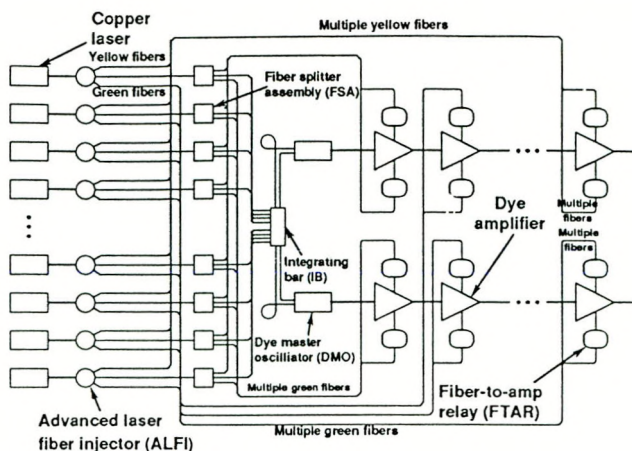 Copper
laser
Multiple yellow fibers
Yellow fibers
Green fibers
Fiber splitter
assembly (FSA)
Dye
amplifier
Multiple
fibers
Multiple
fibers
Integrating
bar (IB)
Dye master
osciliator (DMO)
Multiple green fibers
Fiber-to-amp
relay (FTAR)
Advanced laser
fiber injector (ALFI)
Multiple green fibers